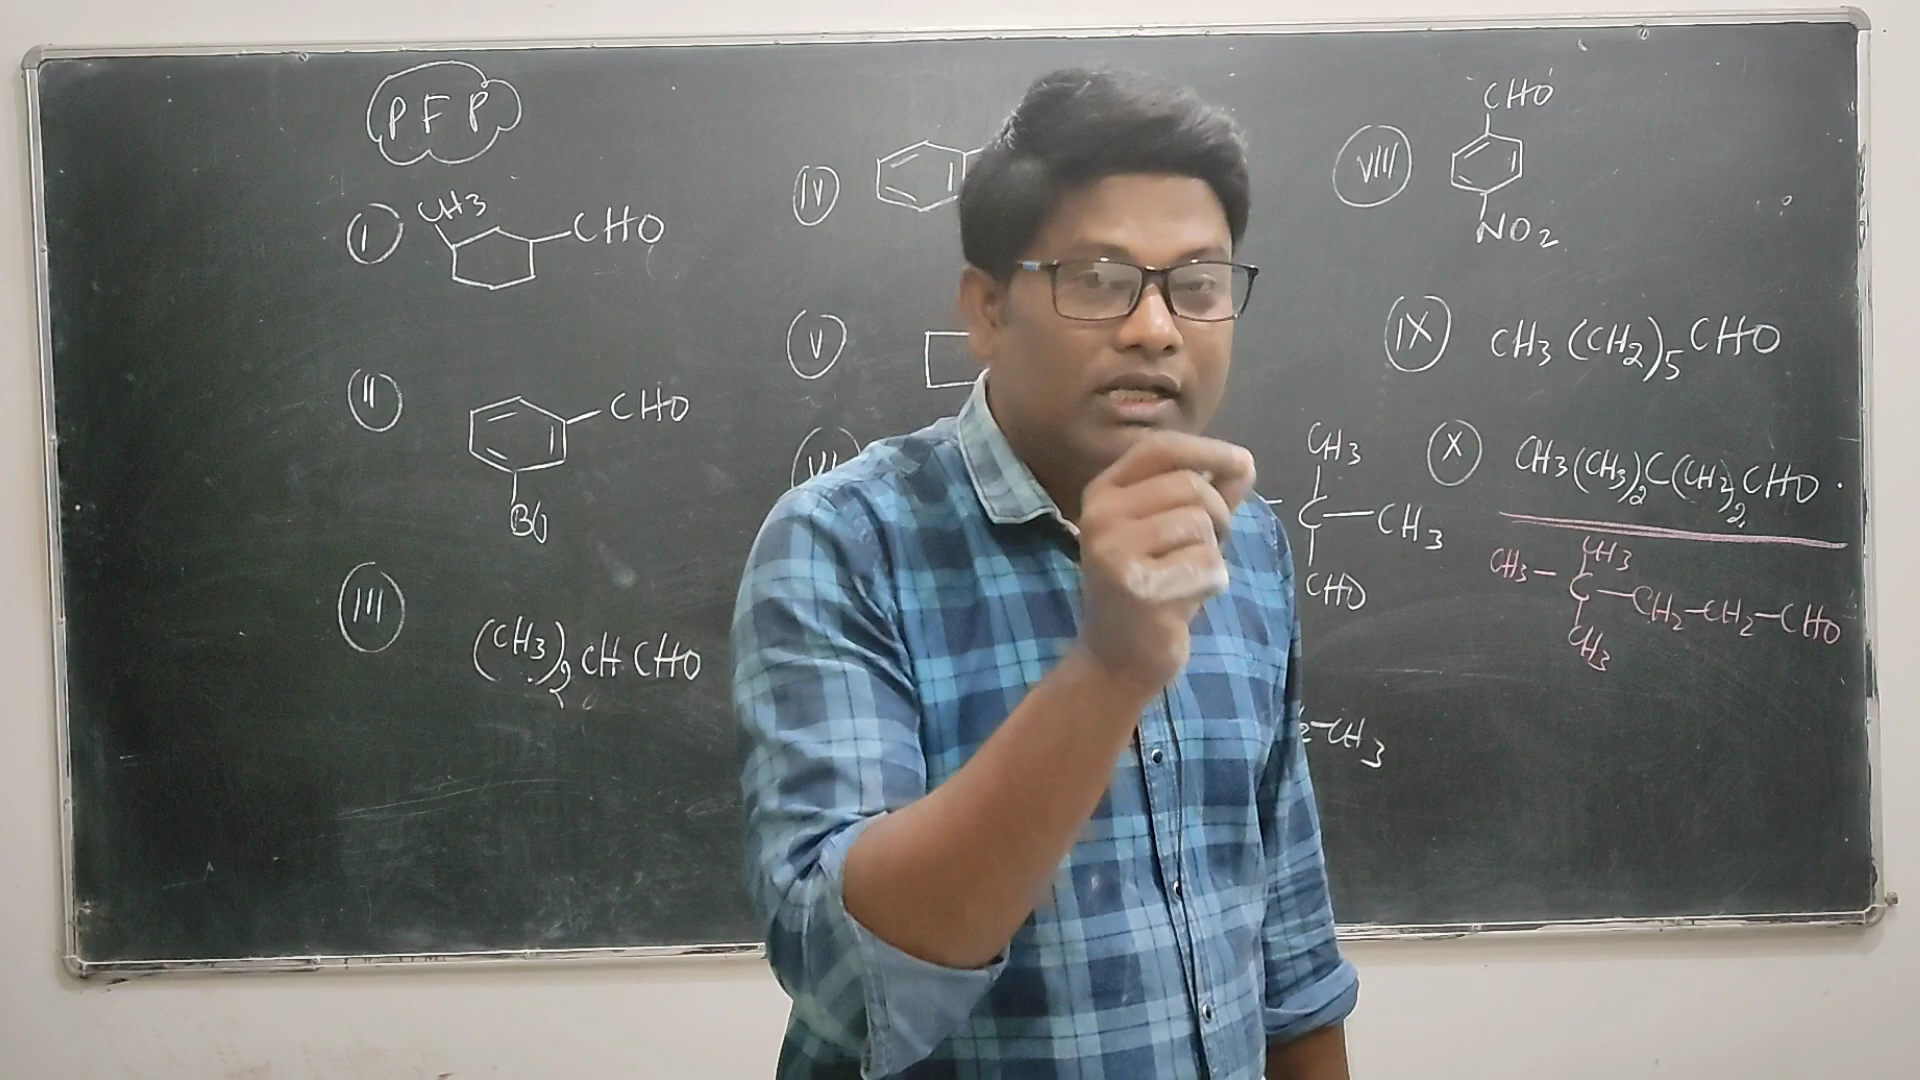 PFP
I
CH3
CHO
II
CHO
Br
III
(CH3)2CHCHO
IV
V
VI
CH3
C—CH3
CHO
-CH3
VIII
CHO
NO2
IX
CH3(CH2)5CHO
X
CH3(CH3)2C(CH2)2CHO.
CH3
CH3—C—CH2—CH2—CHO
CH3